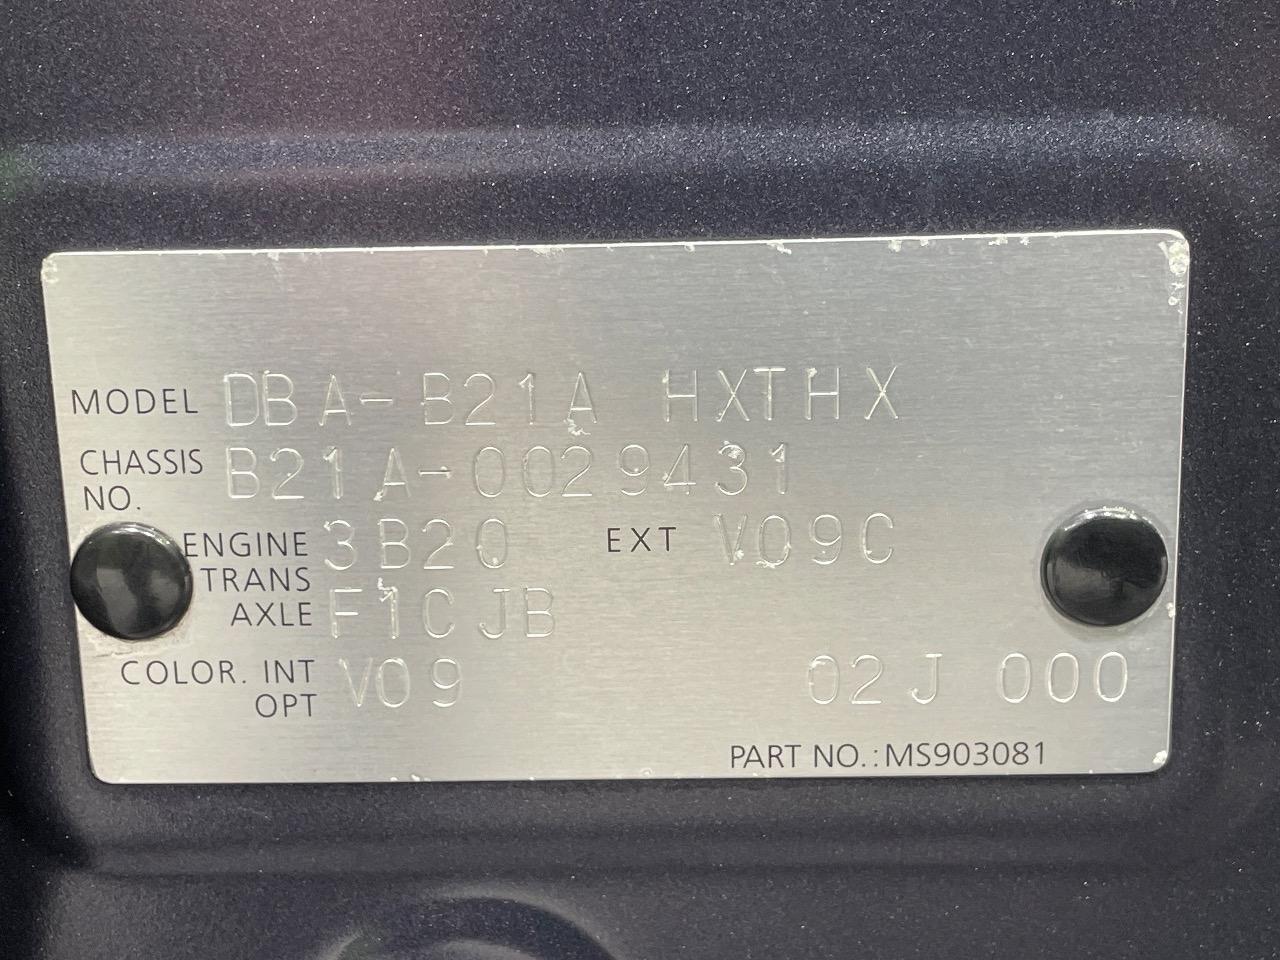 MODEL DBA-B21A HXTHX
CHASSIS NO. B21A-0029431
ENGINE 3B20 EXT V09C
TRANS AXLE F1CJB
COLOR. INT OPT V09 02J 000
PART NO.:MS903081